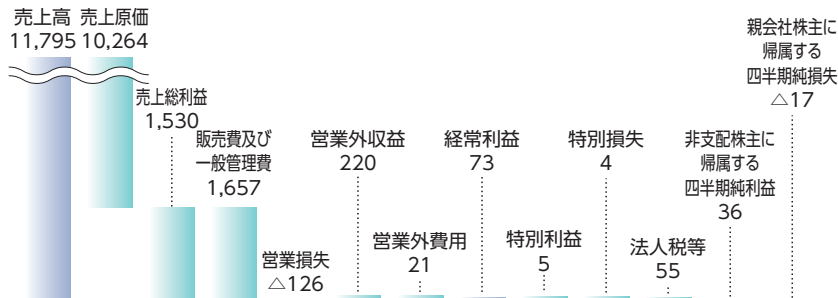 売上高
11,795
売上原価
10,264
売上総利益
1,530
販売費及び
一般管理費
1,657
営業損失
△126
営業外収益
220
営業外費用
21
経常利益
73
特別利益
5
特別損失
4
法人税等
55
非支配株主に
帰属する
四半期純利益
36
親会社株主に
帰属する
四半期純損失
△17